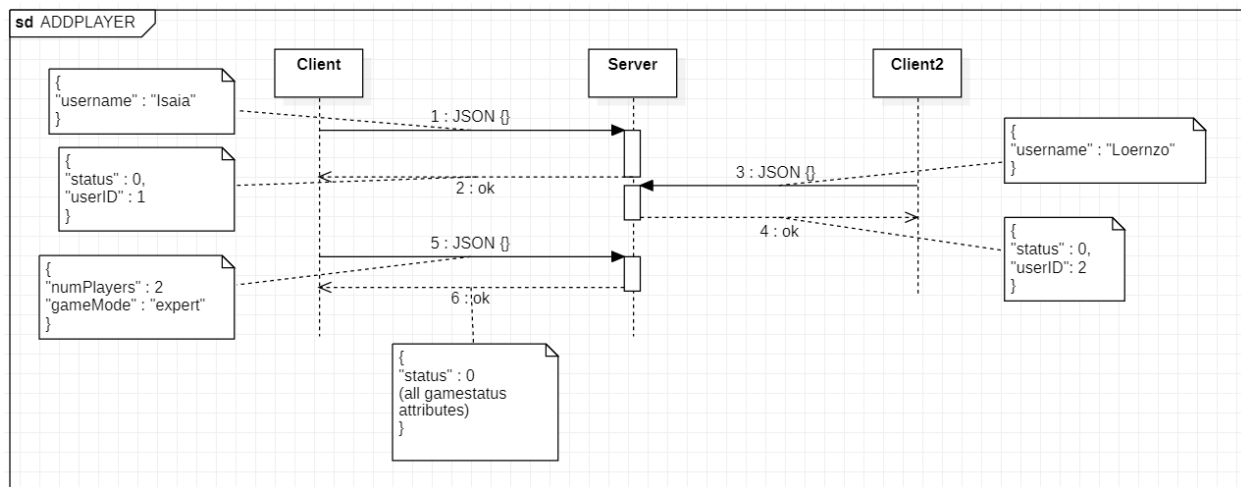 sd ADDPLAYER
Client
Server
Client2
{
"username" : "Isaia"
}
1 : JSON {}
{
"username" : "Loernzo"
}
{
"status" : 0,
"userID" : 1
}
2 : ok
3 : JSON {}
4 : ok
{
"status" : 0,
"userID": 2
}
5 : JSON {}
{
"numPlayers" : 2
"gameMode" : "expert"
}
6 : ok
{
"status" : 0
(all gamestatus
attributes)
}